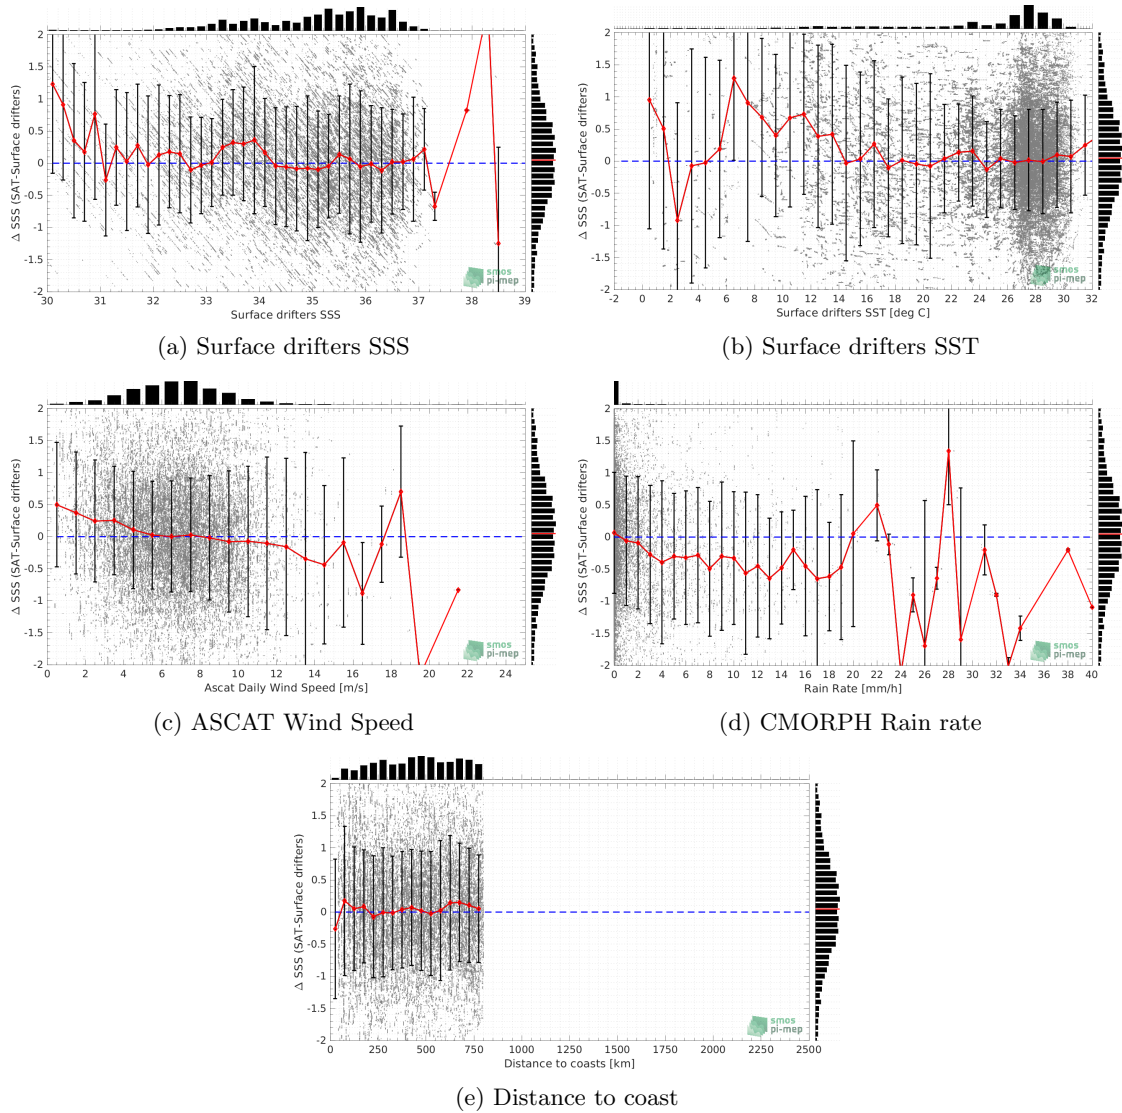 2
1.5
1
0.5
0
-0.5
-1
-1.5
-2
Δ SSS (SAT-Surface drifters)
30 31 32 33 34 35 36 37 38 39
Surface drifters SSS
smos
pi-mep
(a) Surface drifters SSS
2
1.5
1
0.5
0
-0.5
-1
-1.5
-2
Δ SSS (SAT-Surface drifters)
-2 0 2 4 6 8 10 12 14 16 18 20 22 24 26 28 30 32
Surface drifters SST [deg C]
smos
pi-mep
(b) Surface drifters SST
2
1.5
1
0.5
0
-0.5
-1
-1.5
-2
Δ SSS (SAT-Surface drifters)
0 2 4 6 8 10 12 14 16 18 20 22 24
Ascat Daily Wind Speed [m/s]
smos
pi-mep
(c) ASCAT Wind Speed
2
1.5
1
0.5
0
-0.5
-1
-1.5
-2
Δ SSS (SAT-Surface drifters)
0 2 4 6 8 10 12 14 16 18 20 22 24 26 28 30 32 34 36 38 40
Rain Rate [mm/h]
smos
pi-mep
(d) CMORPH Rain rate
2
1.5
1
0.5
0
-0.5
-1
-1.5
-2
Δ SSS (SAT-Surface drifters)
0 250 500 750 1000 1250 1500 1750 2000 2250 2500
Distance to coasts [km]
smos
pi-mep
(e) Distance to coast